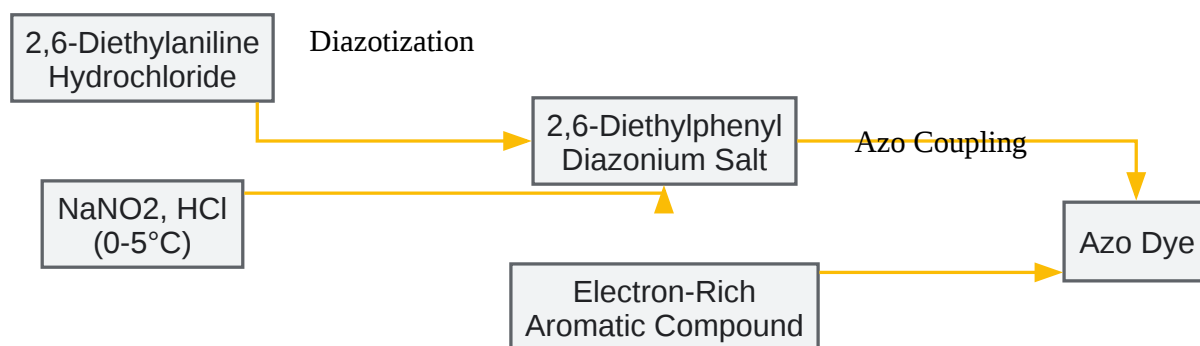 2,6-Diethylaniline
Hydrochloride
Diazotization
2,6-Diethylphenyl
Diazonium Salt
Azo Coupling
NaNO2, HCl
(0-5°C)
Azo Dye
Electron-Rich
Aromatic Compound